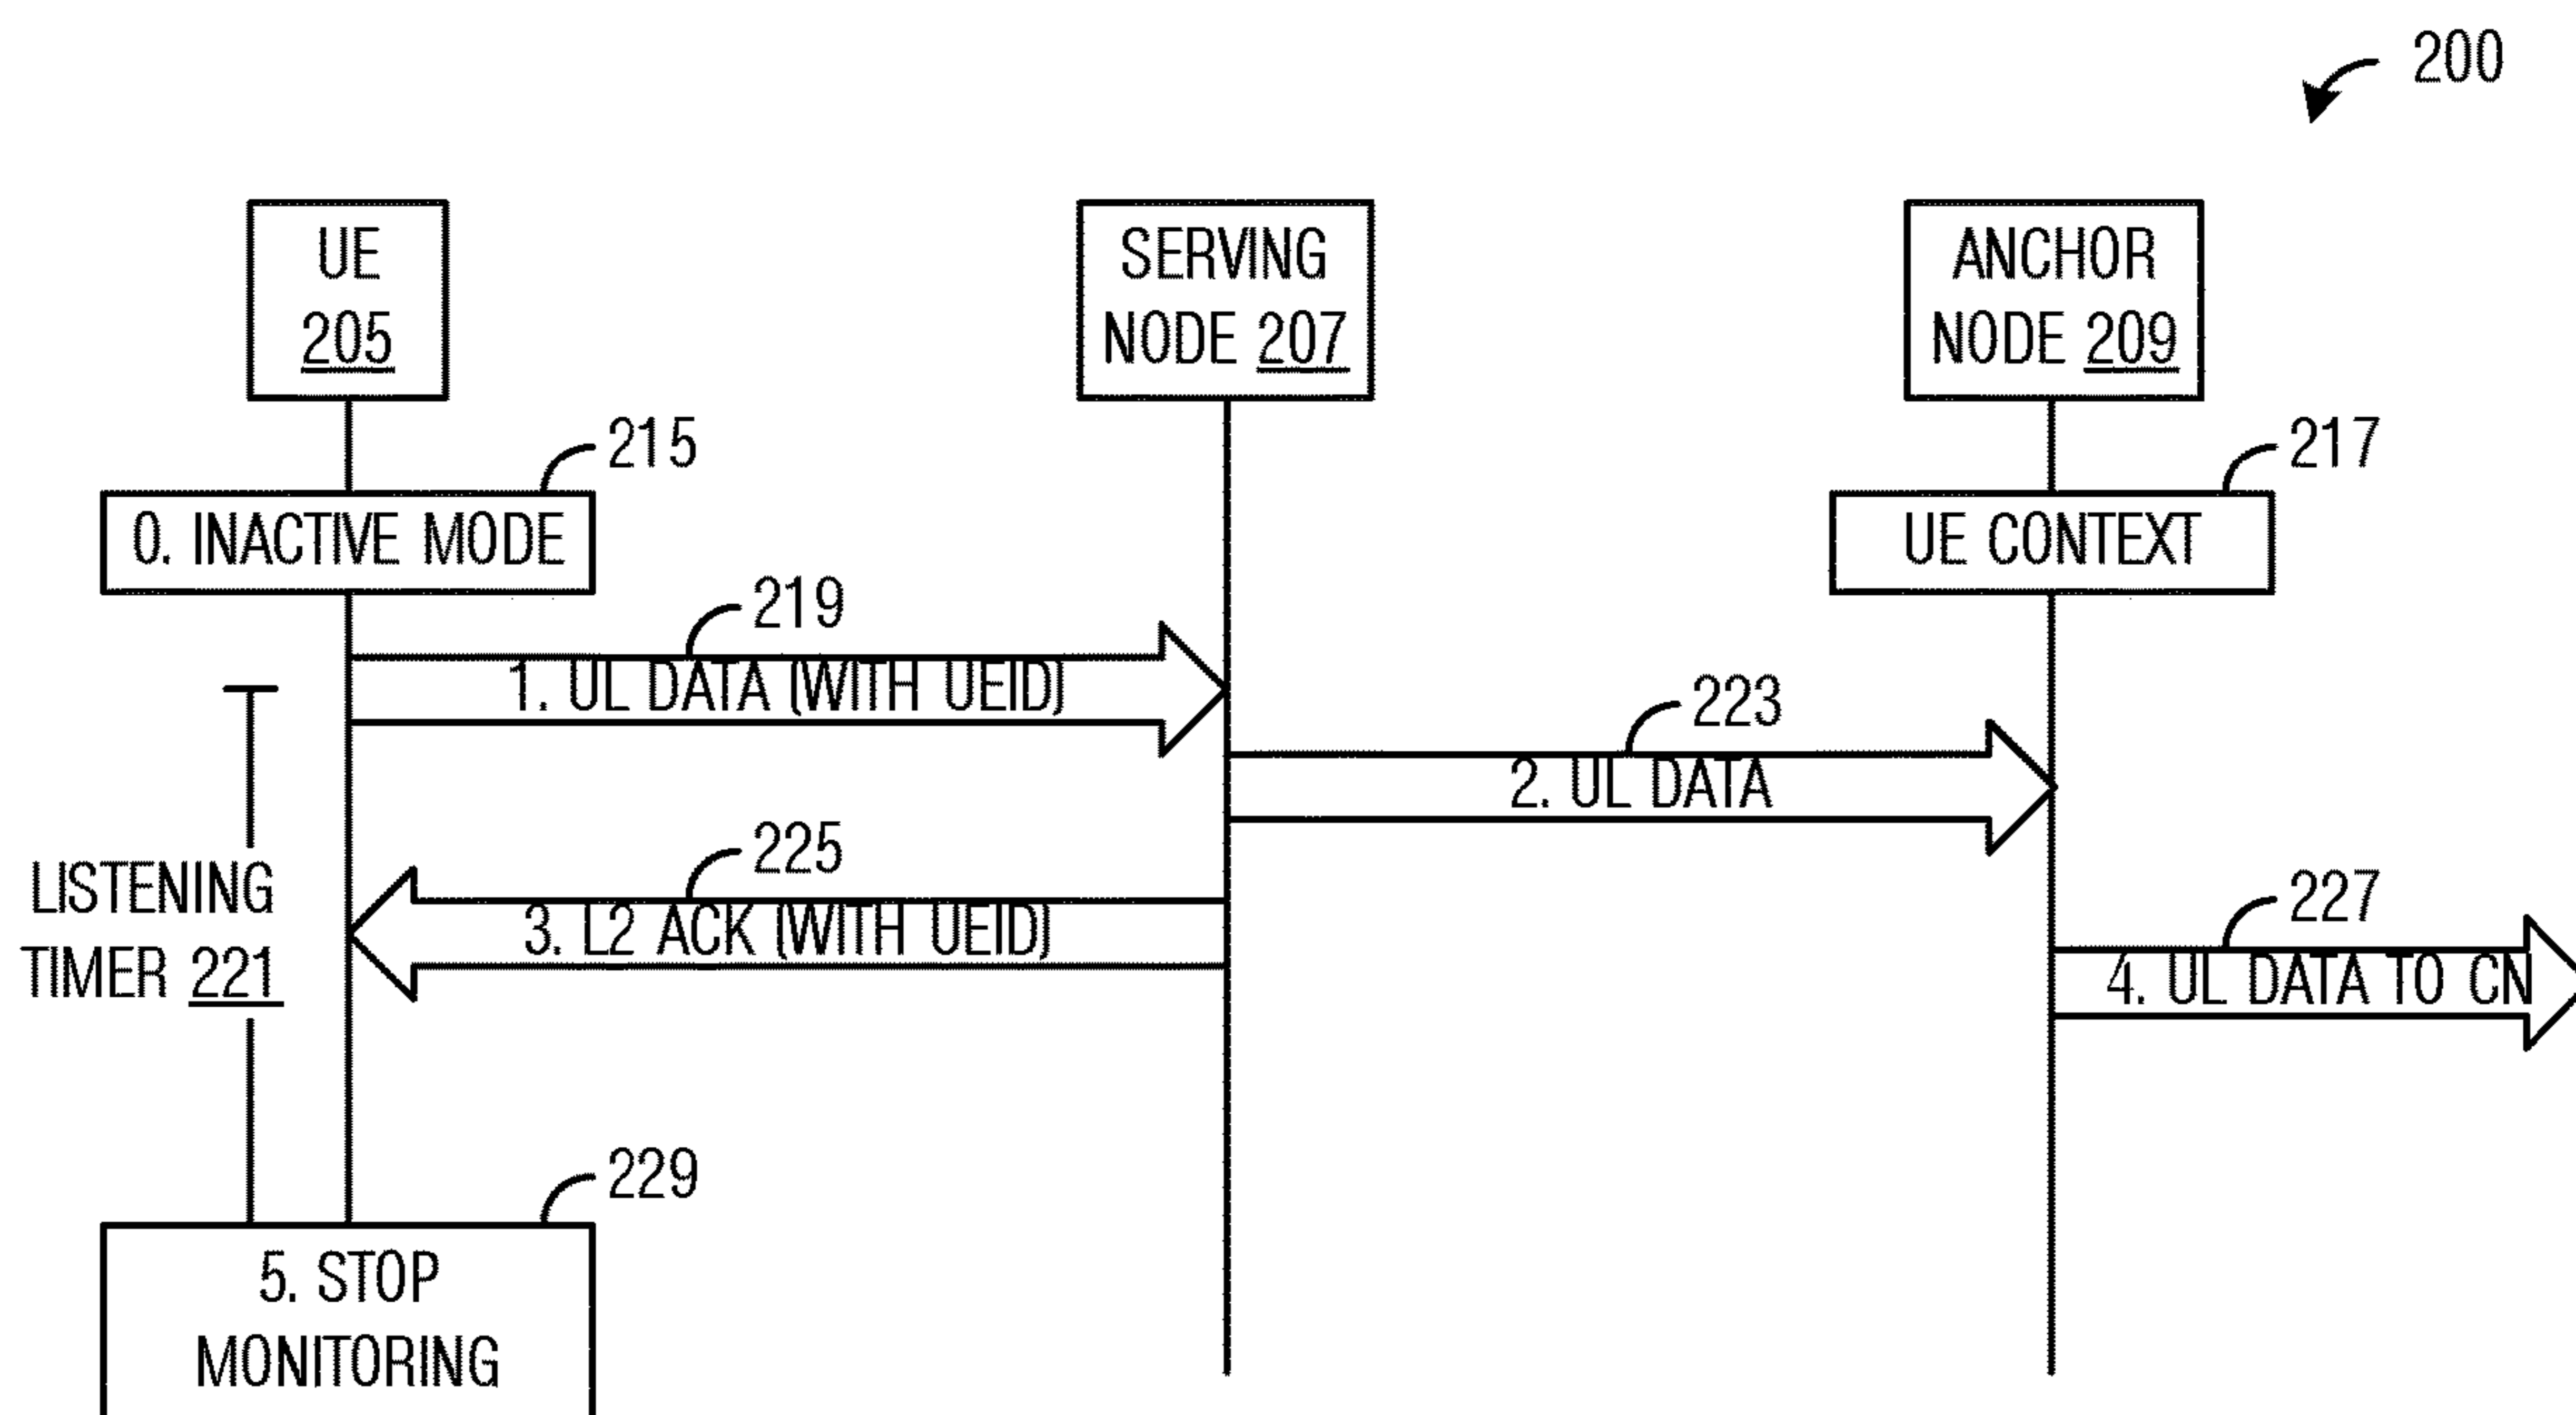 200
UE
205
SERVING
NODE 207
ANCHOR
NODE 209
215
217
0. INACTIVE MODE
UE CONTEXT
219
1. UL DATA (WITH UEID)
223
2. UL DATA
225
LISTENING
TIMER 221
3. L2 ACK (WITH UEID)
227
4. UL DATA TO CN
229
5. STOP
MONITORING